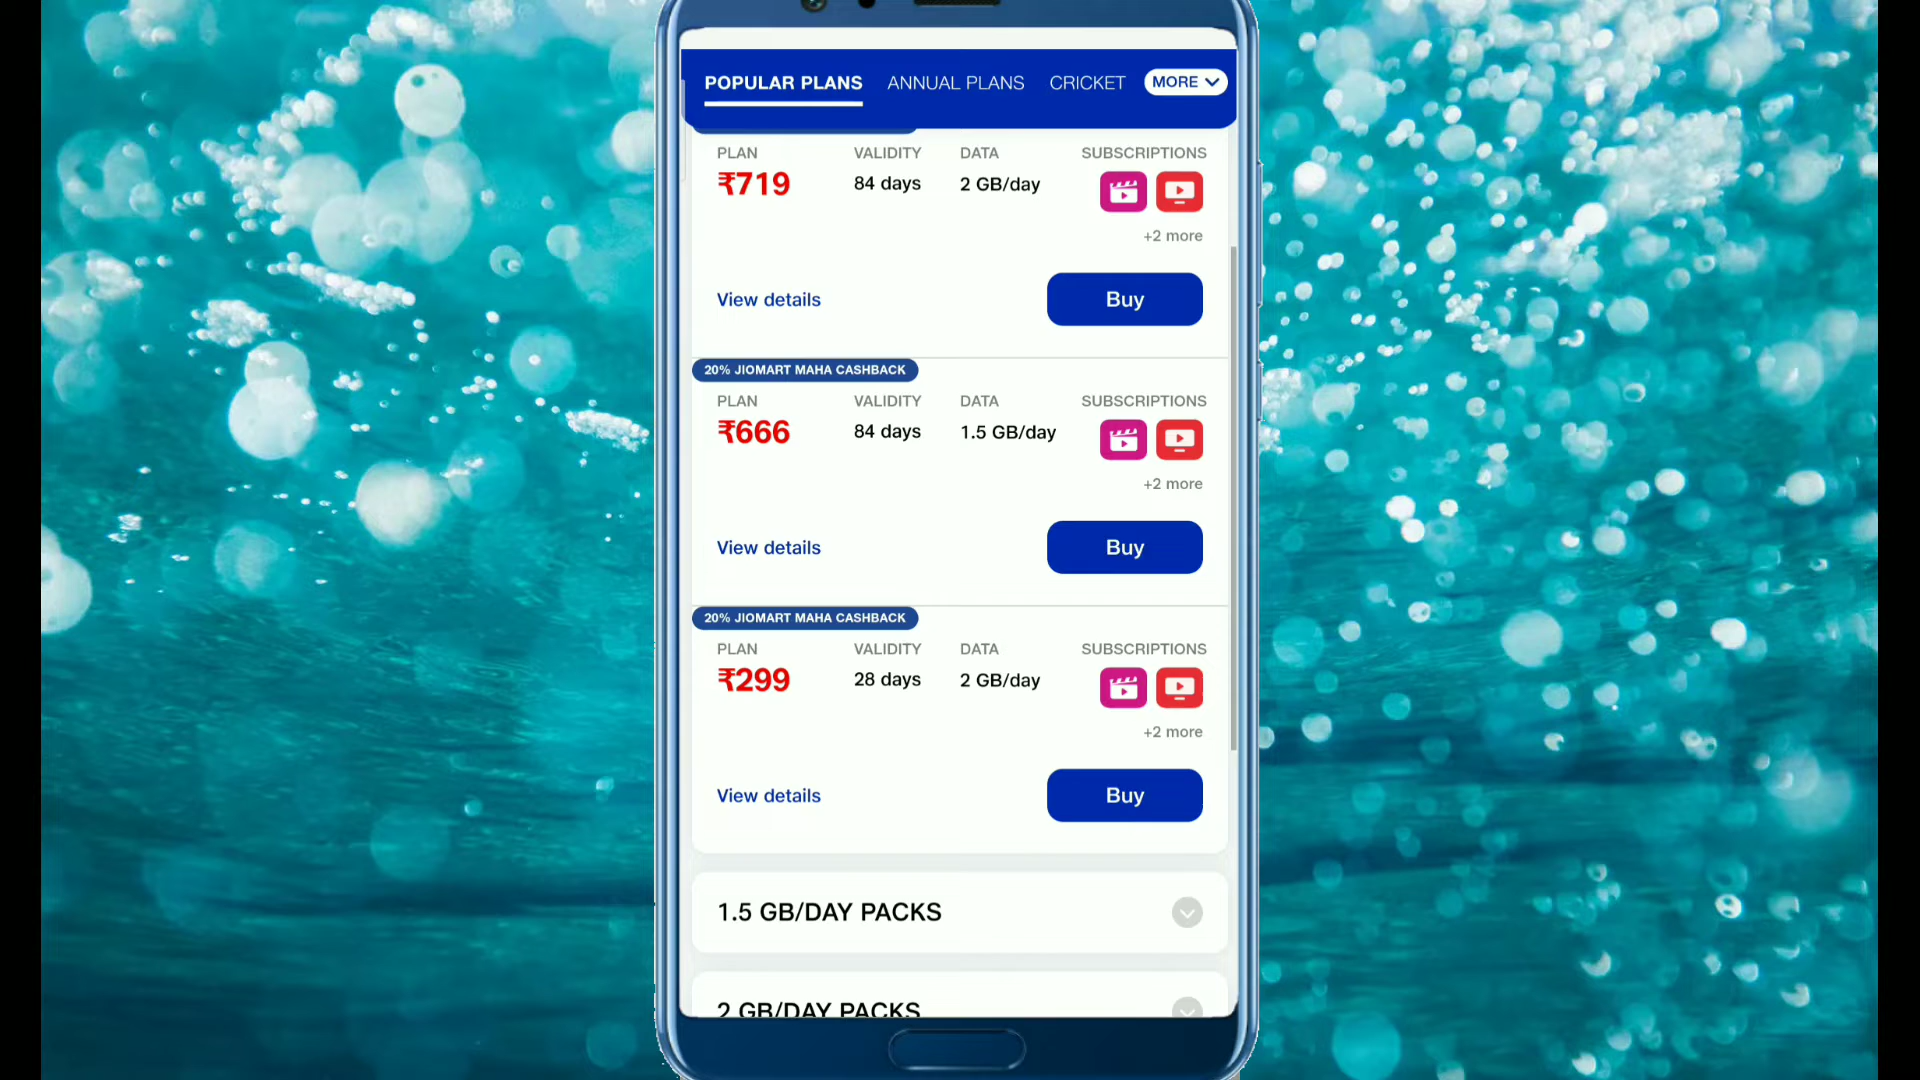 POPULAR PLANS ANNUAL PLANS CRICKET MORE
PLAN VALIDITY DATA SUBSCRIPTIONS
₹719 84 days 2 GB/day
+2 more
View details Buy
20% JIOMART MAHA CASHBACK
PLAN VALIDITY DATA SUBSCRIPTIONS
₹666 84 days 1.5 GB/day
+2 more
View details Buy
20% JIOMART MAHA CASHBACK
PLAN VALIDITY DATA SUBSCRIPTIONS
₹299 28 days 2 GB/day
+2 more
View details Buy
1.5 GB/DAY PACKS
2 GB/DAY PACKS